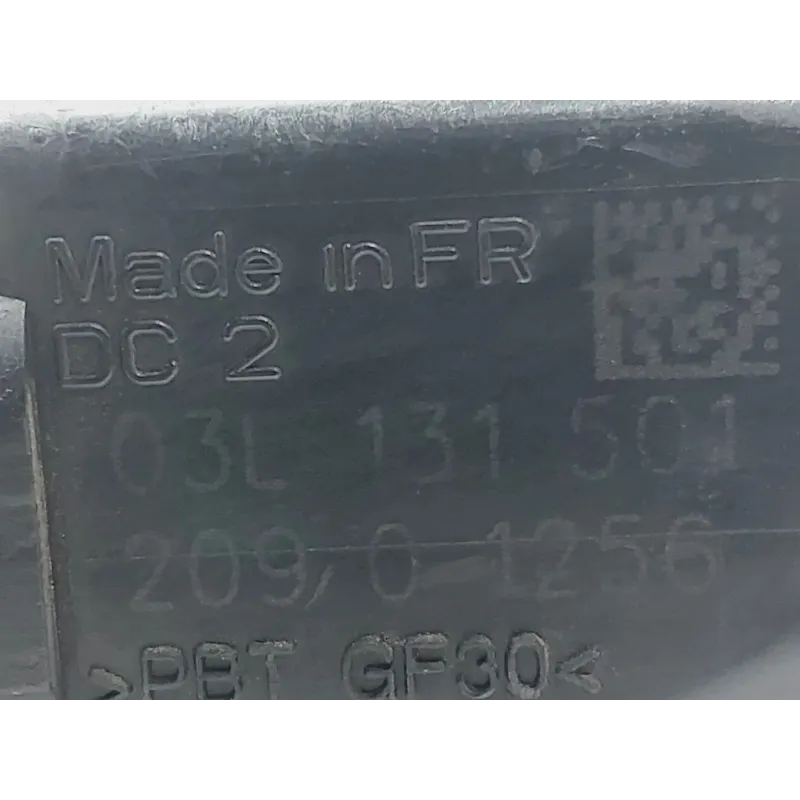 Made in FR
DC 2
03L 131 501
209/0 1256
>PBT GF30<